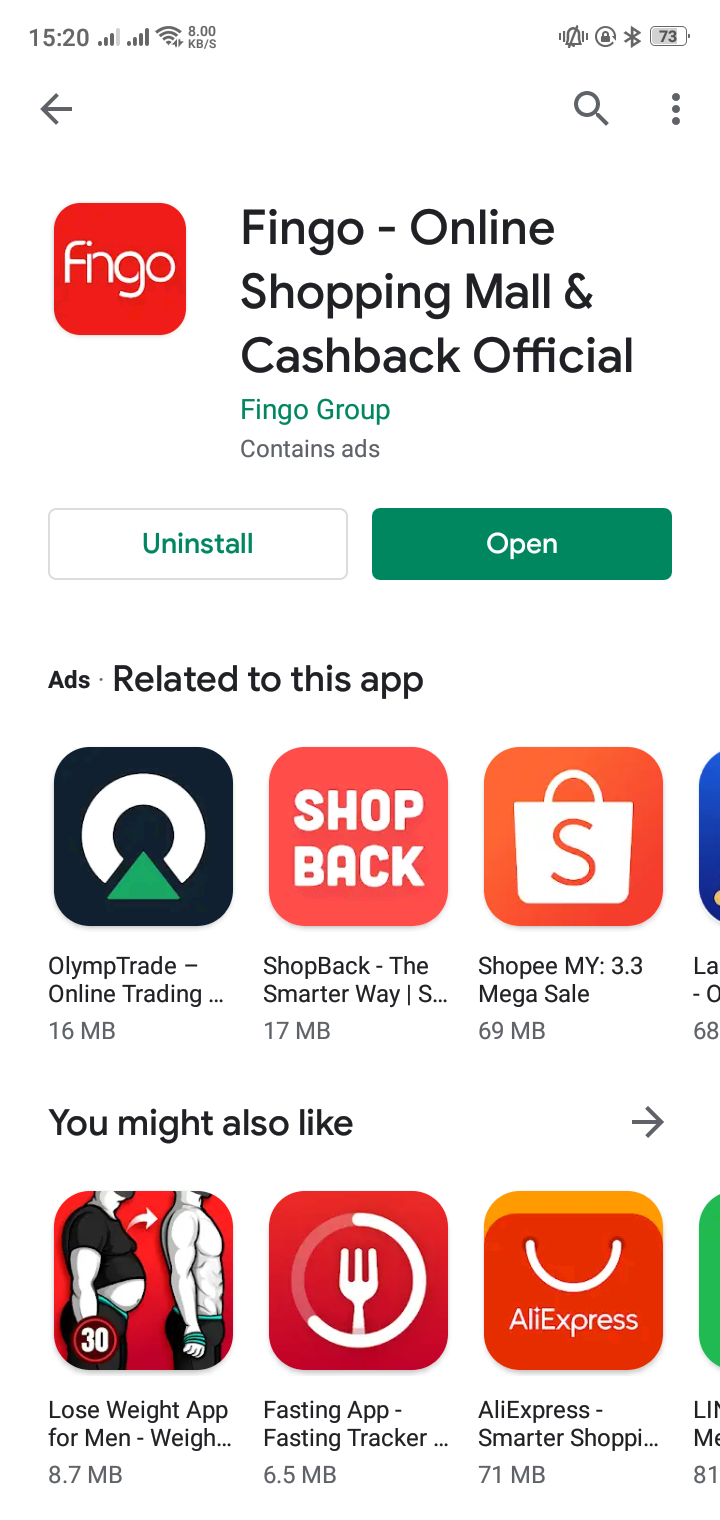 15:20 8.00 KB/S 73
Fingo
Fingo - Online
Shopping Mall &
Cashback Official
Fingo Group
Contains ads
Uninstall Open
Ads · Related to this app
SHOP
BACK
S
OlympTrade –
Online Trading ...
16 MB
ShopBack - The
Smarter Way | S...
17 MB
Shopee MY: 3.3
Mega Sale
69 MB
La
- O
68
You might also like
30
AliExpress
Lose Weight App
for Men - Weigh...
8.7 MB
Fasting App -
Fasting Tracker ...
6.5 MB
AliExpress -
Smarter Shoppi...
71 MB
LIN
Me
81